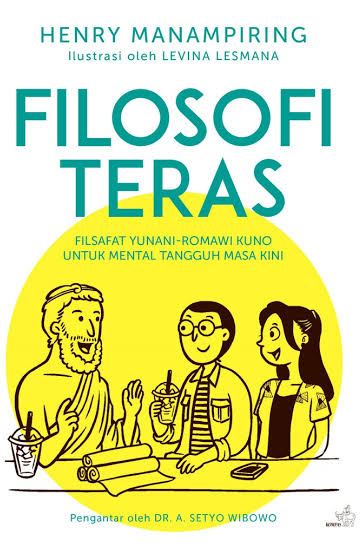 HENRY MANAMPIRING
Ilustrasi oleh LEVINA LESMANA
FILOSOFI
TERAS
FILSAFAT YUNANI-ROMAWI KUNO
UNTUK MENTAL TANGGUH MASA KINI
Pengantar oleh DR. A. SETYO WIBOWO